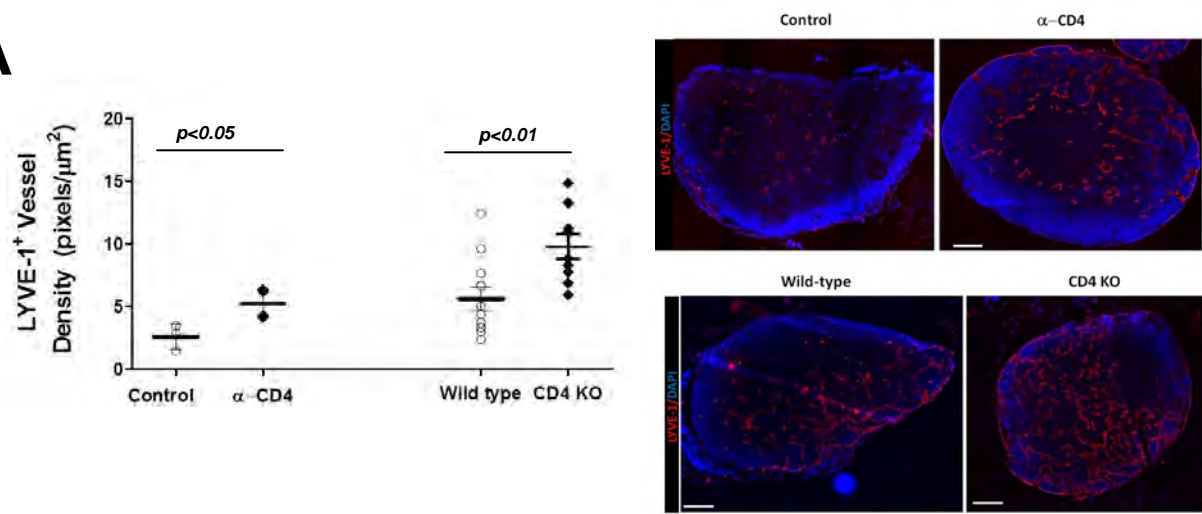 A
LYVE-1⁺ Vessel
Density (pixels/μm²)
20
15
10
5
0
p<0.05
p<0.01
Control
α-CD4
Wild type
CD4 KO
Control
α-CD4
LYVE-1/DAPI
Wild-type
CD4 KO
LYVE-1/DAPI